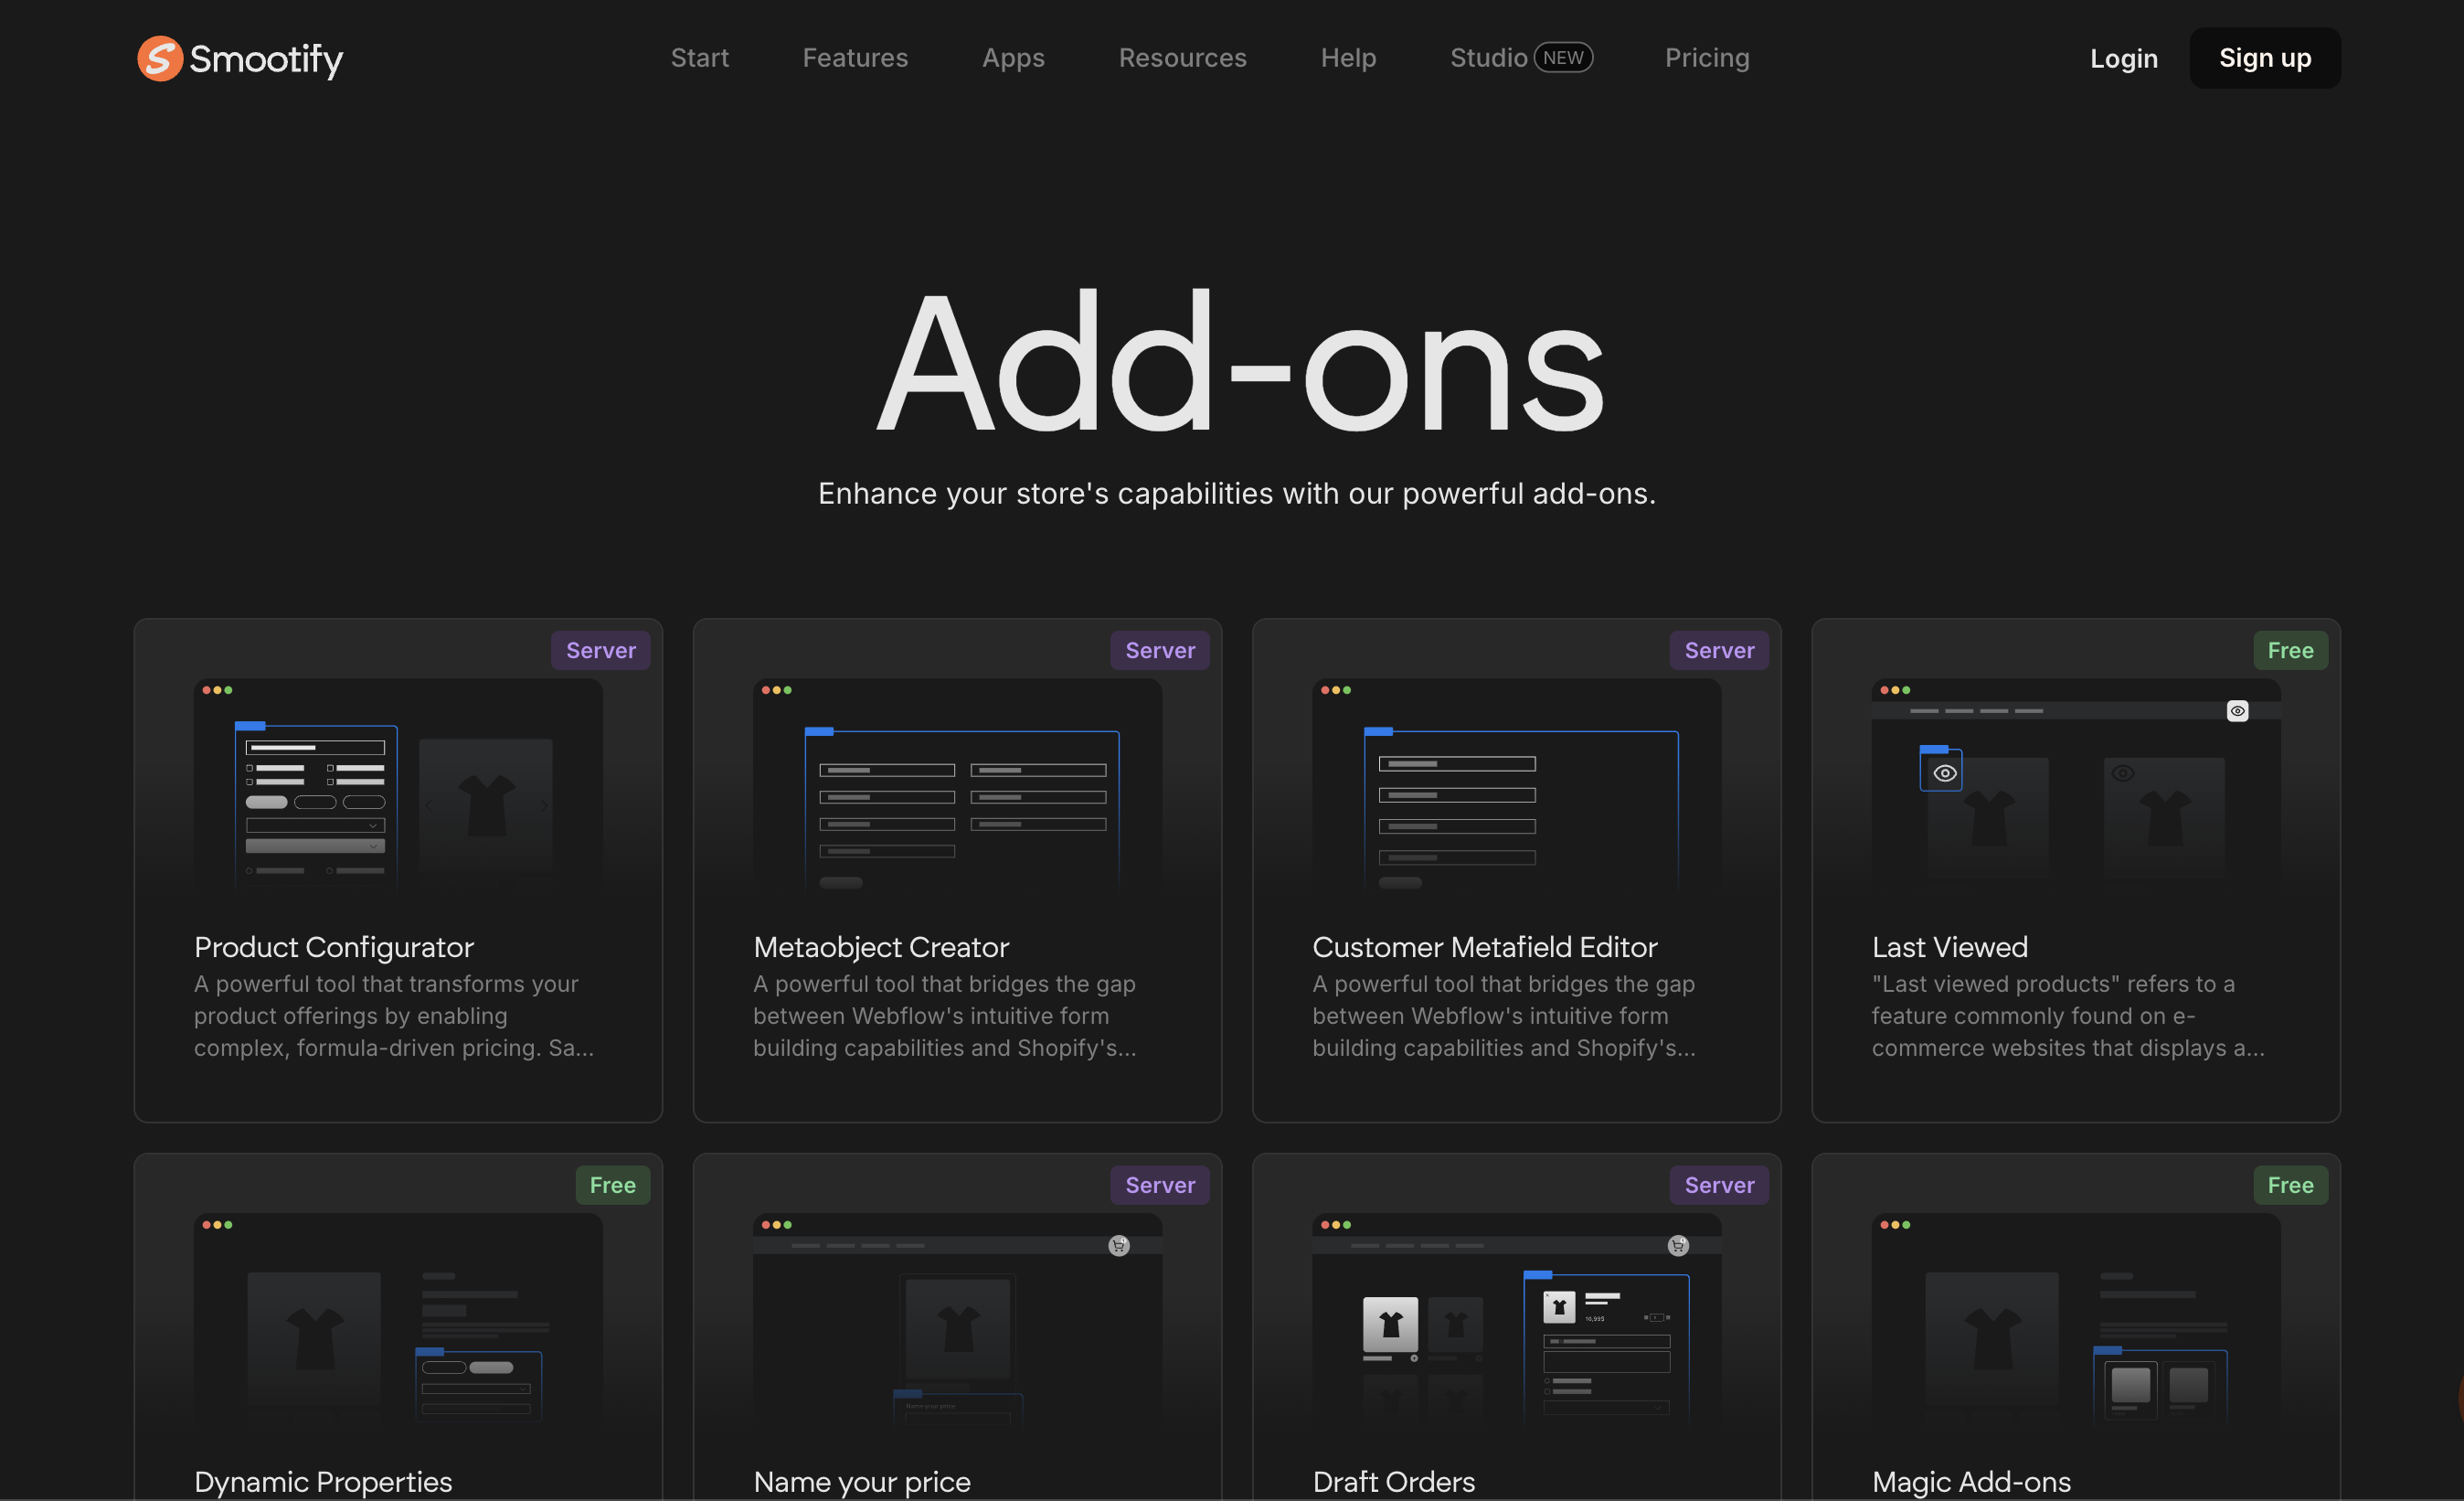 Smootify
Start
Features
Apps
Resources
Help
Studio NEW
Pricing
Login
Sign up
Add-ons
Enhance your store's capabilities with our powerful add-ons.
Server
Product Configurator
A powerful tool that transforms your
product offerings by enabling
complex, formula-driven pricing. Sa...
Server
Metaobject Creator
A powerful tool that bridges the gap
between Webflow's intuitive form
building capabilities and Shopify's...
Server
Customer Metafield Editor
A powerful tool that bridges the gap
between Webflow's intuitive form
building capabilities and Shopify's...
Free
Last Viewed
"Last viewed products" refers to a
feature commonly found on e-
commerce websites that displays a...
Free
Dynamic Properties
Server
Name your price
Name your price
Server
10,99$
Draft Orders
Free
Magic Add-ons